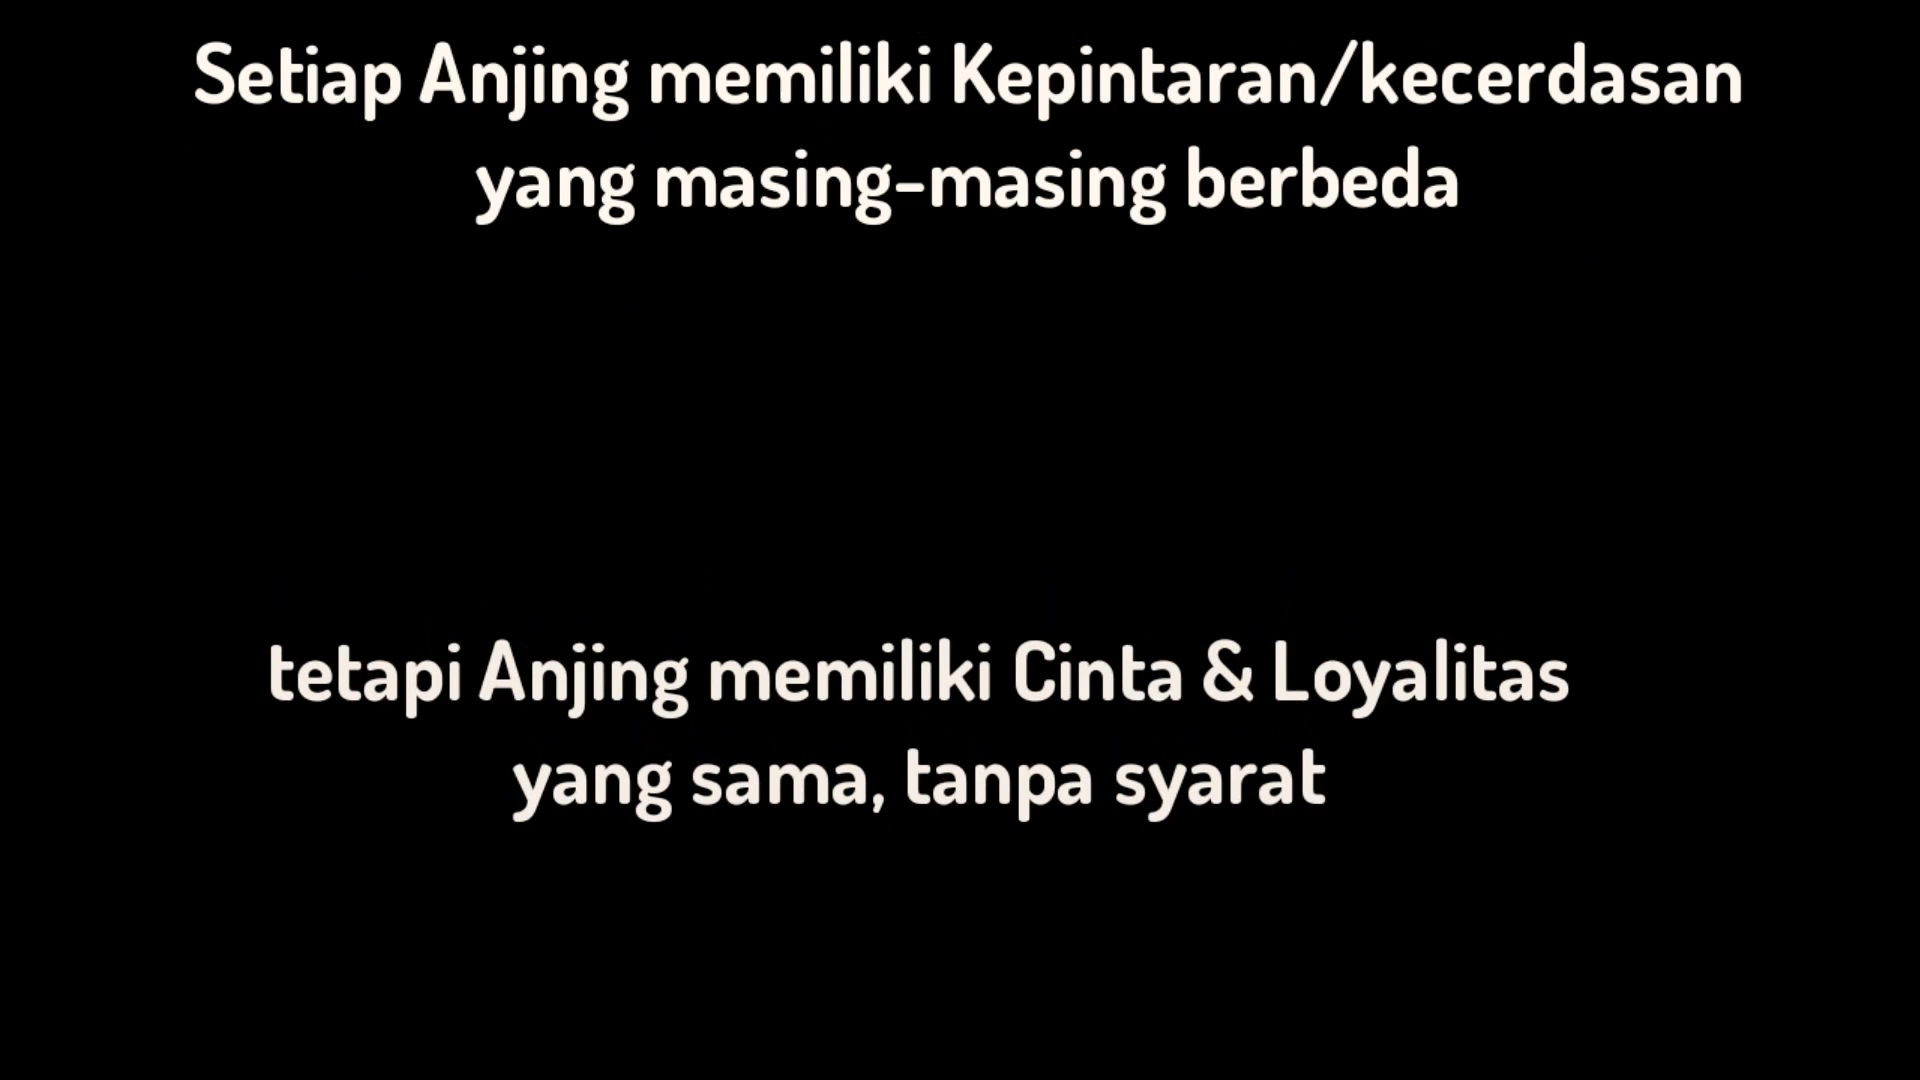 Setiap Anjing memiliki Kepintaran/kecerdasan
yang masing-masing berbeda
tetapi Anjing memiliki Cinta & Loyalitas
yang sama, tanpa syarat